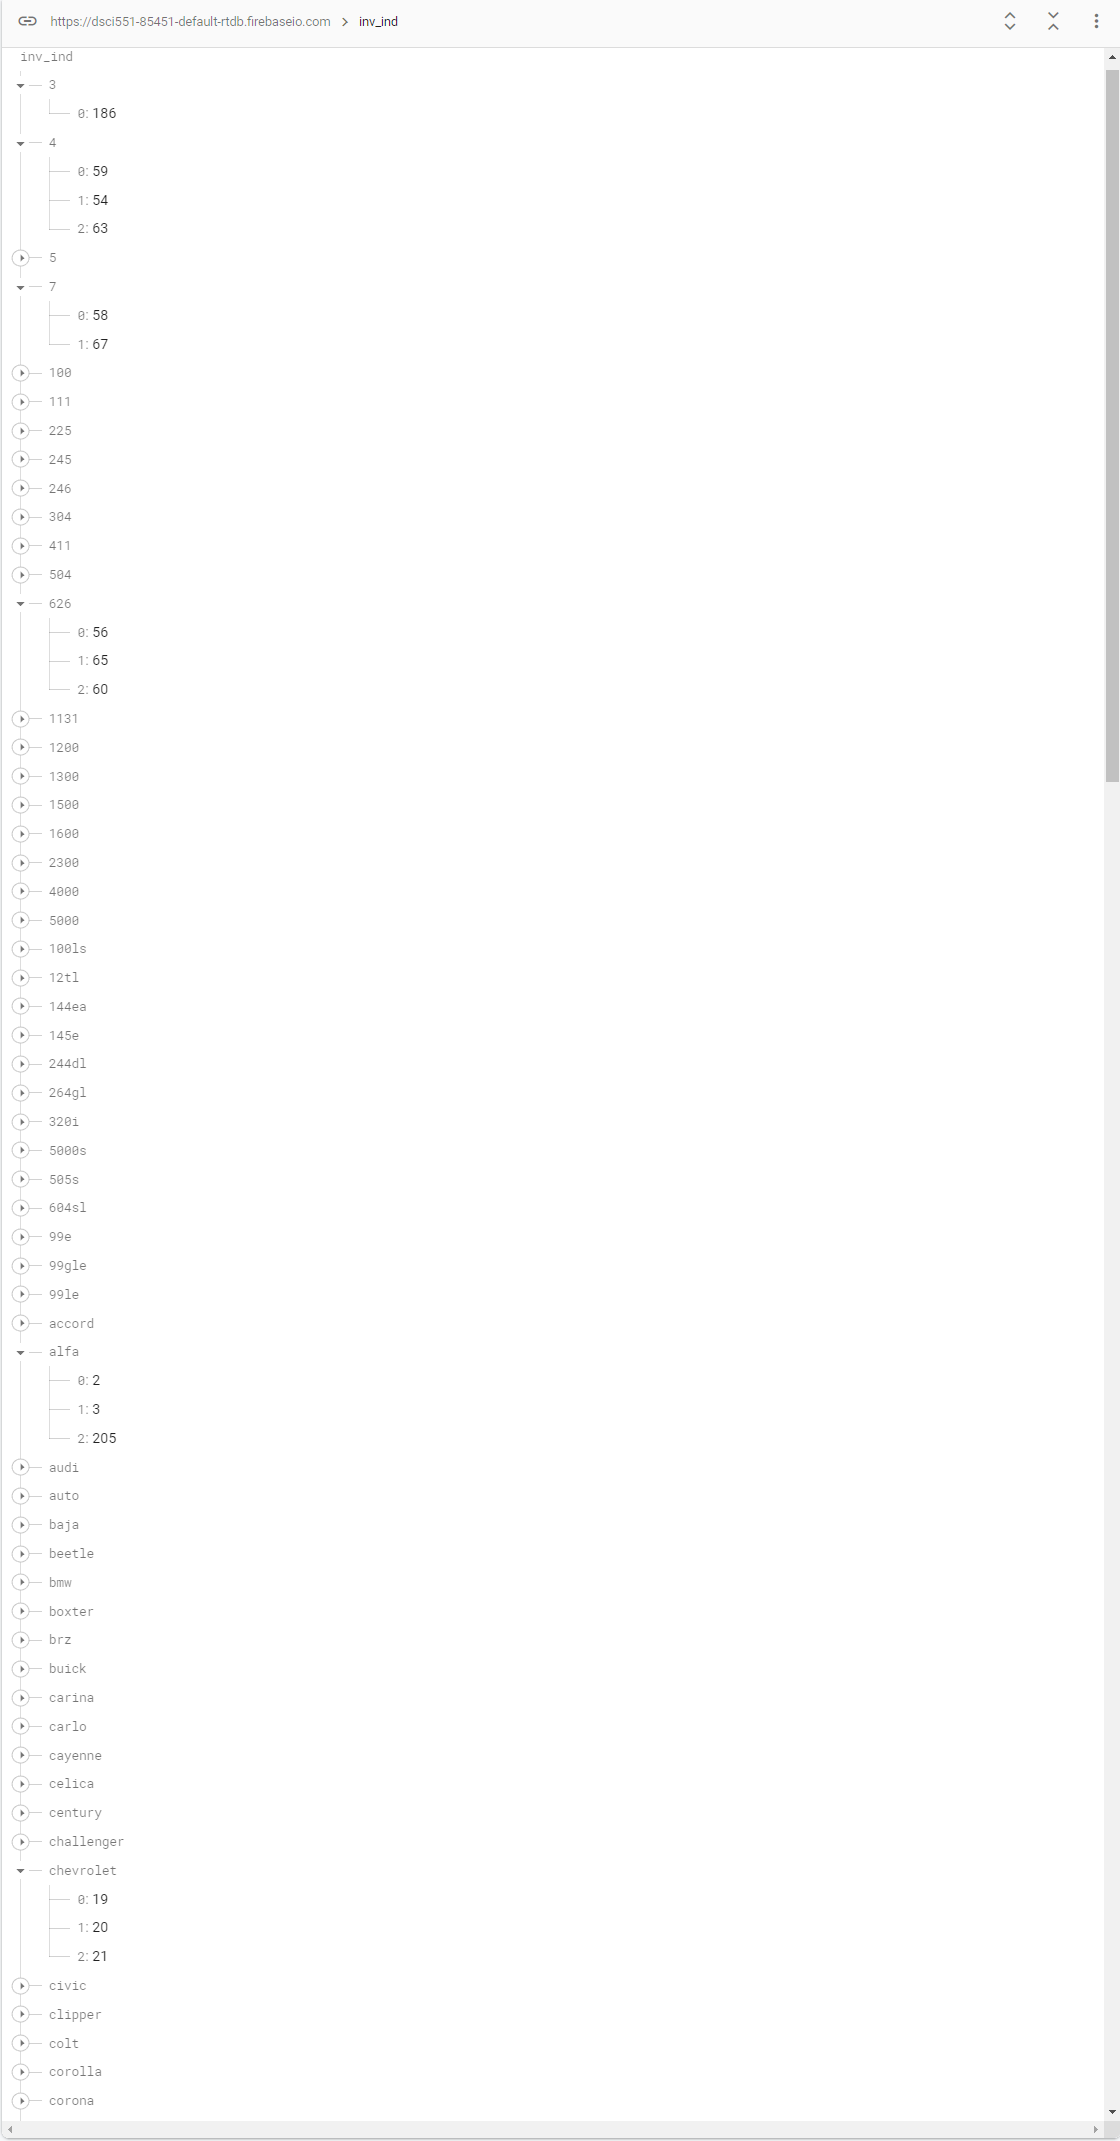 https://dsci551-85451-default-rtdb.firebaseio.com > inv_ind
inv_ind
3
0: 186
4
0: 59
1: 54
2: 63
5
7
0: 58
1: 67
100
111
225
245
246
304
411
504
626
0: 56
1: 65
2: 60
1131
1200
1300
1500
1600
2300
4000
5000
100ls
12tl
144ea
145e
244dl
264gl
320i
5000s
505s
604sl
99e
99gle
99le
accord
alfa
0: 2
1: 3
2: 205
audi
auto
baja
beetle
bmw
boxter
brz
buick
carina
carlo
cayenne
celica
century
challenger
chevrolet
0: 19
1: 20
2: 21
civic
clipper
colt
corolla
corona